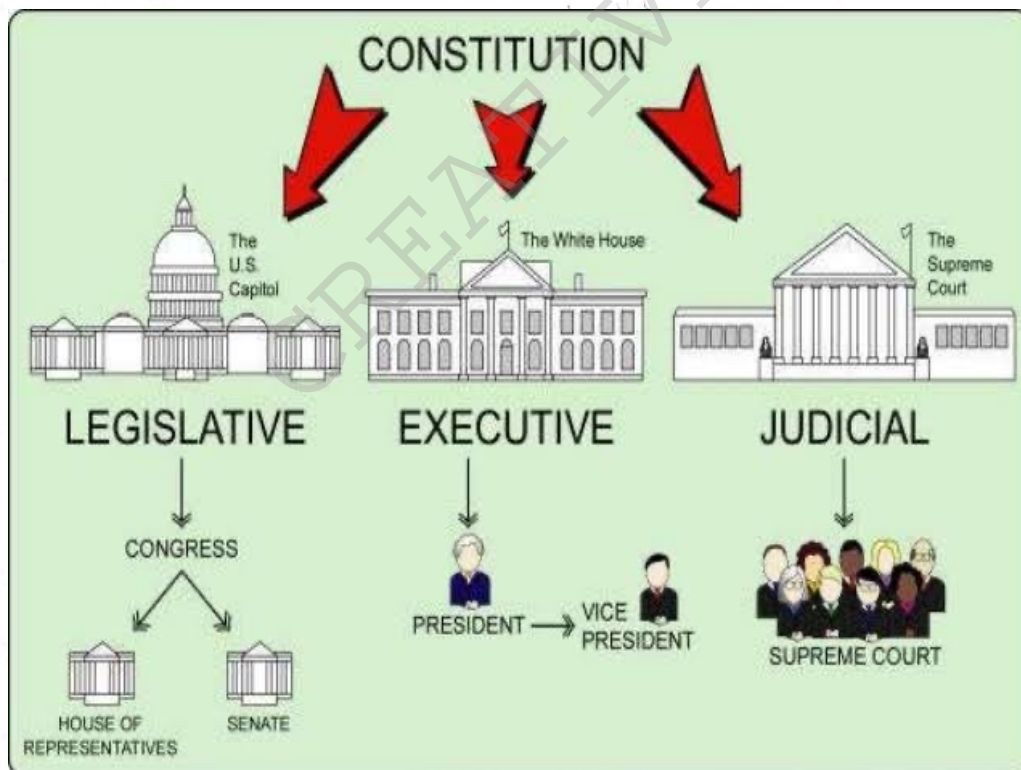 CONSTITUTION
The
U.S.
Capitol
The White House
The
Supreme
Court
LEGISLATIVE
EXECUTIVE
JUDICIAL
CONGRESS
PRESIDENT
VICE
PRESIDENT
SUPREME COURT
HOUSE OF
REPRESENTATIVES
SENATE